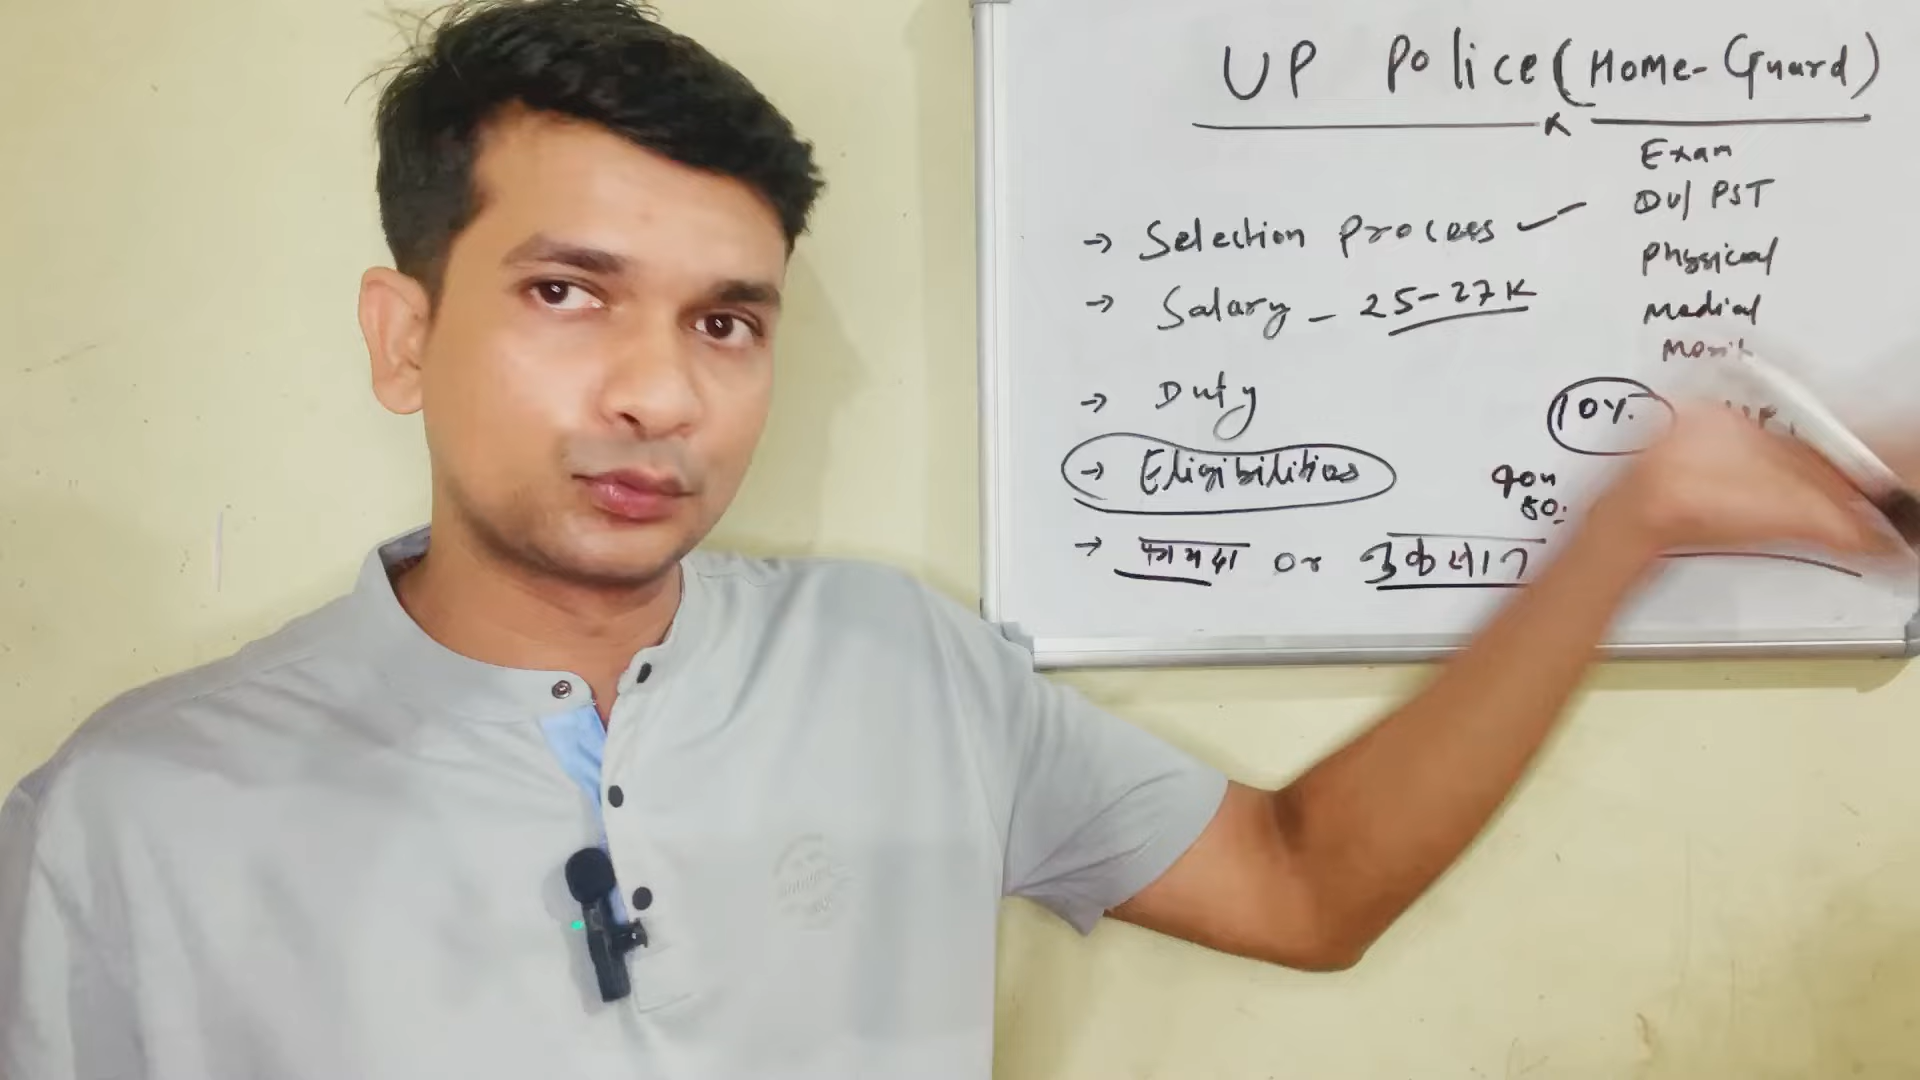 UP Police (Home-Guard)
Exam
DV/ PST
→ Selection Process
Physical
→ Salary - 25-27K
Medial
→ Duty
10%
→ Eligibilities
→ फायदा or नुकसान